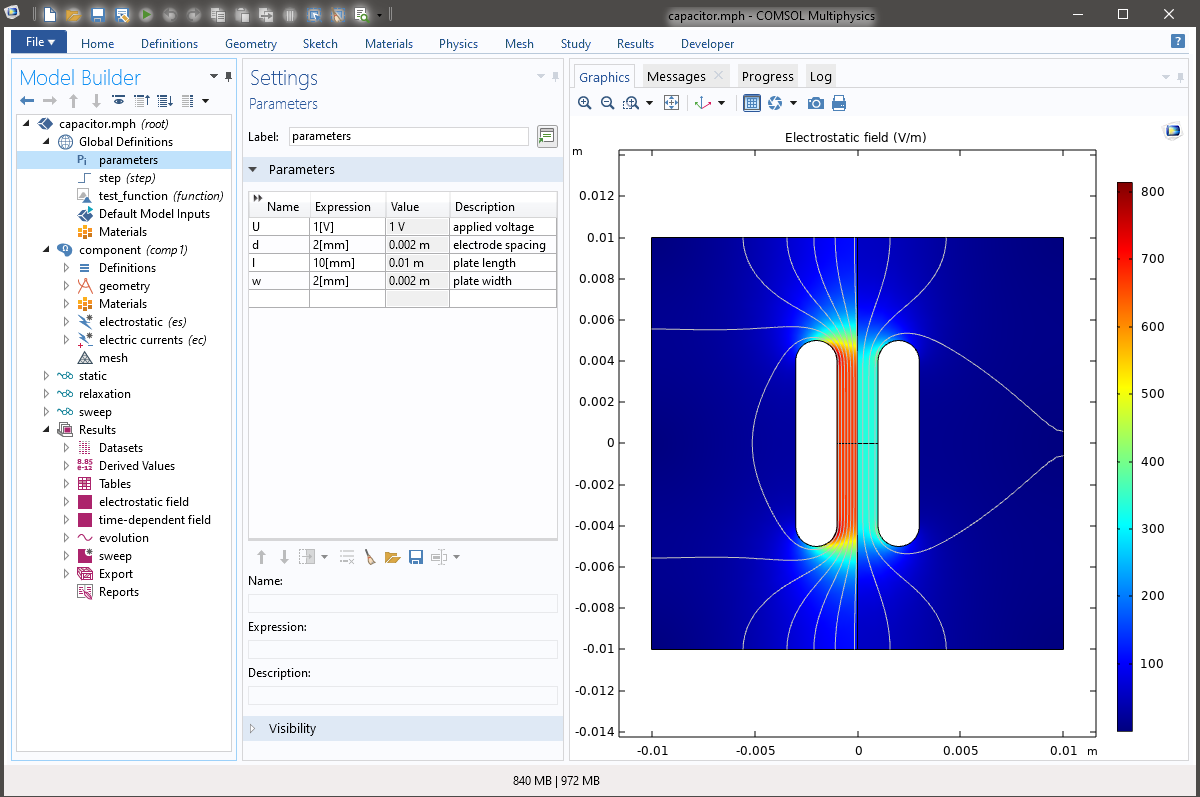 capacitor.mph - COMSOL Multiphysics
File ▾ Home Definitions Geometry Sketch Materials Physics Mesh Study Results Developer ?
Model Builder
capacitor.mph (root)
Global Definitions
Pi parameters
step (step)
test_function (function)
Default Model Inputs
Materials
component (comp1)
Definitions
geometry
Materials
electrostatic (es)
electric currents (ec)
mesh
static
relaxation
sweep
Results
Datasets
8.85 e-12 Derived Values
Tables
electrostatic field
time-dependent field
evolution
sweep
Export
Reports
Settings
Parameters
Label: parameters
Parameters
Name Expression Value Description
U 1[V] 1 V applied voltage
d 2[mm] 0.002 m electrode spacing
l 10[mm] 0.01 m plate length
w 2[mm] 0.002 m plate width
Name:
Expression:
Description:
Visibility
Graphics Messages Progress Log
Electrostatic field (V/m)
m
0.012
0.01
0.008
0.006
0.004
0.002
0
-0.002
-0.004
-0.006
-0.008
-0.01
-0.012
-0.014
-0.01 -0.005 0 0.005 0.01 m
800
700
600
500
400
300
200
100
840 MB | 972 MB